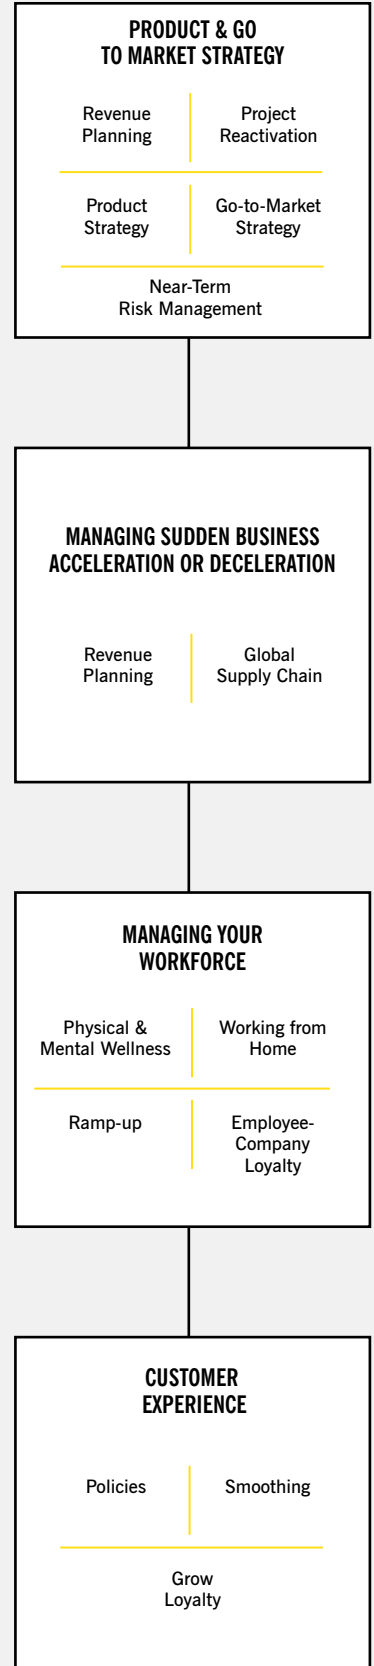 PRODUCT & GO
TO MARKET STRATEGY
Revenue
Planning
Project
Reactivation
Product
Strategy
Go-to-Market
Strategy
Near-Term
Risk Management
MANAGING SUDDEN BUSINESS
ACCELERATION OR DECELERATION
Revenue
Planning
Global
Supply Chain
MANAGING YOUR
WORKFORCE
Physical &
Mental Wellness
Working from
Home
Ramp-up
Employee-
Company
Loyalty
CUSTOMER
EXPERIENCE
Policies
Smoothing
Grow
Loyalty